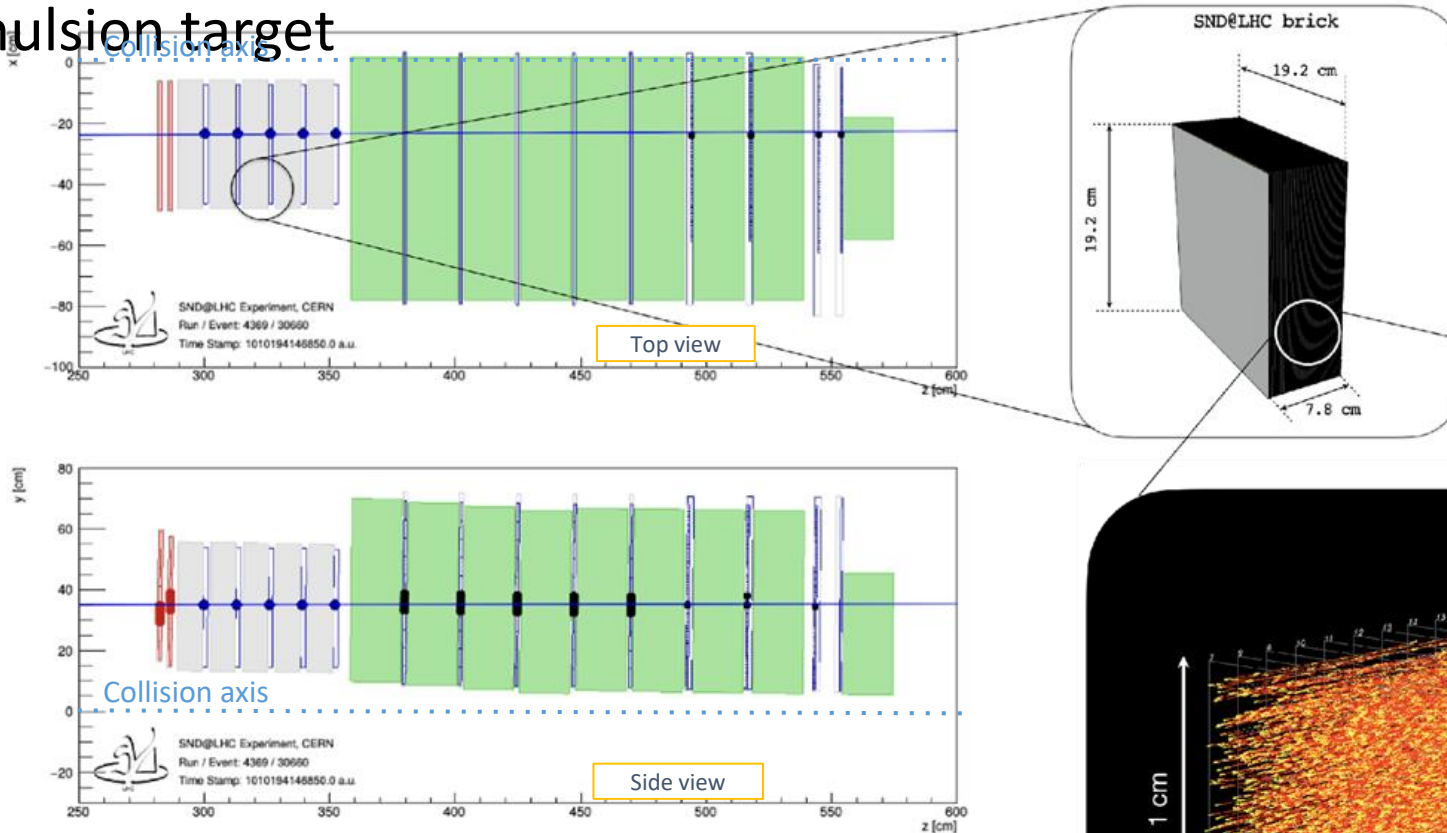 ulsion target
Collision axis
x [cm]
0
-20
-40
-60
-80
-100
SND@LHC Experiment, CERN
Run / Event: 4369 / 30660
Time Stamp: 1010194146850.0 a.u.
Top view
250 300 350 400 450 500 550 600
z [cm]
SND@LHC brick
19.2 cm
19.2 cm
7.8 cm
y [cm]
80
60
40
20
0
-20
Collision axis
SND@LHC Experiment, CERN
Run / Event: 4369 / 30660
Time Stamp: 1010194146850.0 a.u.
Side view
250 300 350 400 450 500 550 600
z [cm]
10 11 12 13
1 cm